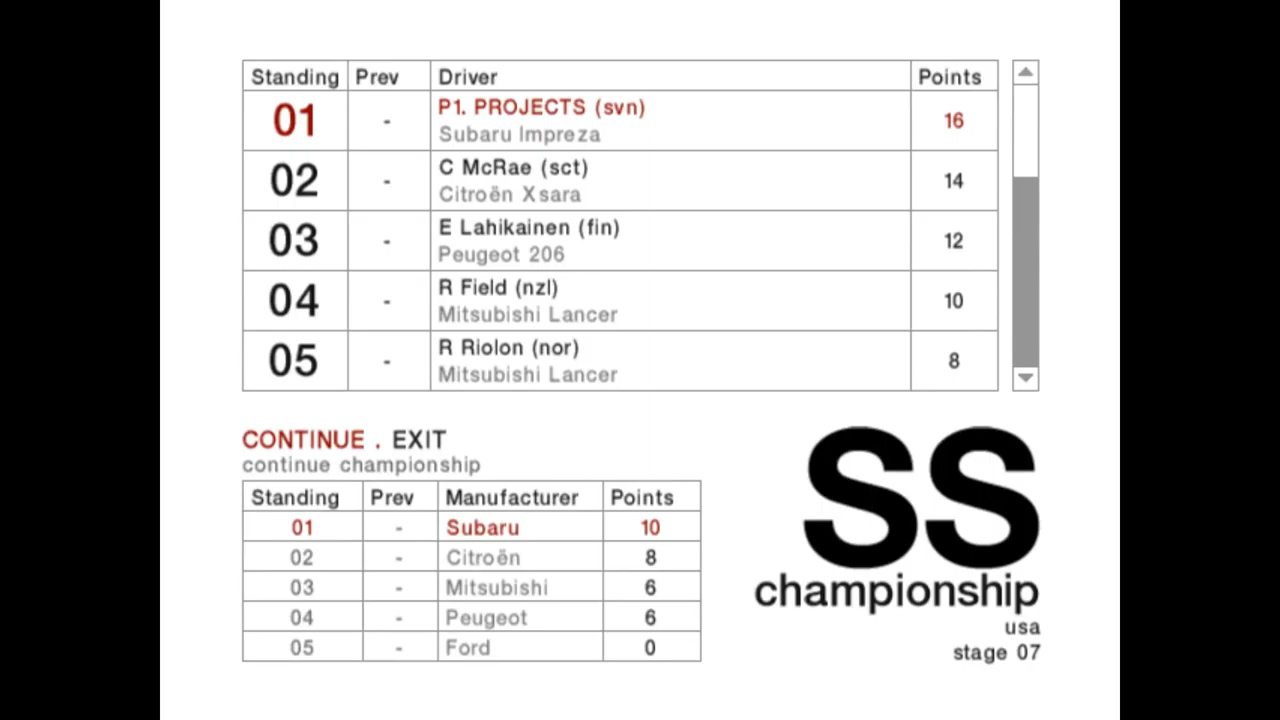 Standing Prev Driver Points
01 - P1. PROJECTS (svn) 16
Subaru Impreza
02 - C McRae (sct) 14
Citroën Xsara
03 - E Lahikainen (fin) 12
Peugeot 206
04 - R Field (nzl) 10
Mitsubishi Lancer
05 - R Riolon (nor) 8
Mitsubishi Lancer
CONTINUE . EXIT
continue championship
Standing Prev Manufacturer Points
01 - Subaru 10
02 - Citroën 8
03 - Mitsubishi 6
04 - Peugeot 6
05 - Ford 0
SS
championship
usa
stage 07